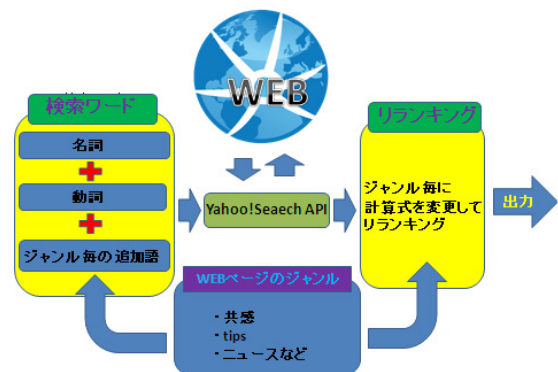 WEB
検索ワード
名詞
動詞
ジャンル毎の追加語
Yahoo!Seaech API
リランキング
ジャンル毎に
計算式を変更して
リランキング
出力
WEBページのジャンル
・共感
・tips
・ニュースなど